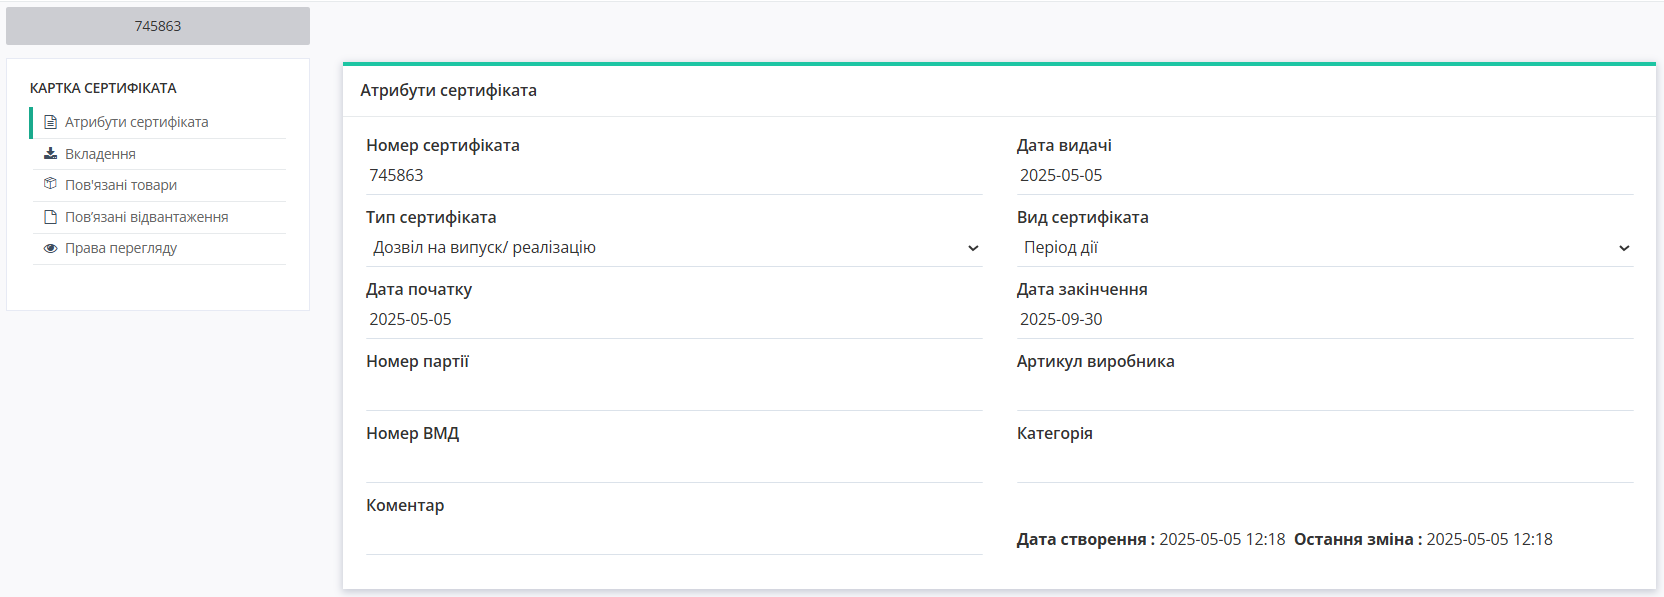 745863
КАРТКА СЕРТИФІКАТА
Атрибути сертифіката
Вкладення
Пов'язані товари
Пов’язані відвантаження
Права перегляду
Атрибути сертифіката
Номер сертифіката
745863
Дата видачі
2025-05-05
Тип сертифіката
Дозвіл на випуск/ реалізацію
Вид сертифіката
Період дії
Дата початку
2025-05-05
Дата закінчення
2025-09-30
Номер партії
Артикул виробника
Номер ВМД
Категорія
Коментар
Дата створення : 2025-05-05 12:18 Остання зміна : 2025-05-05 12:18